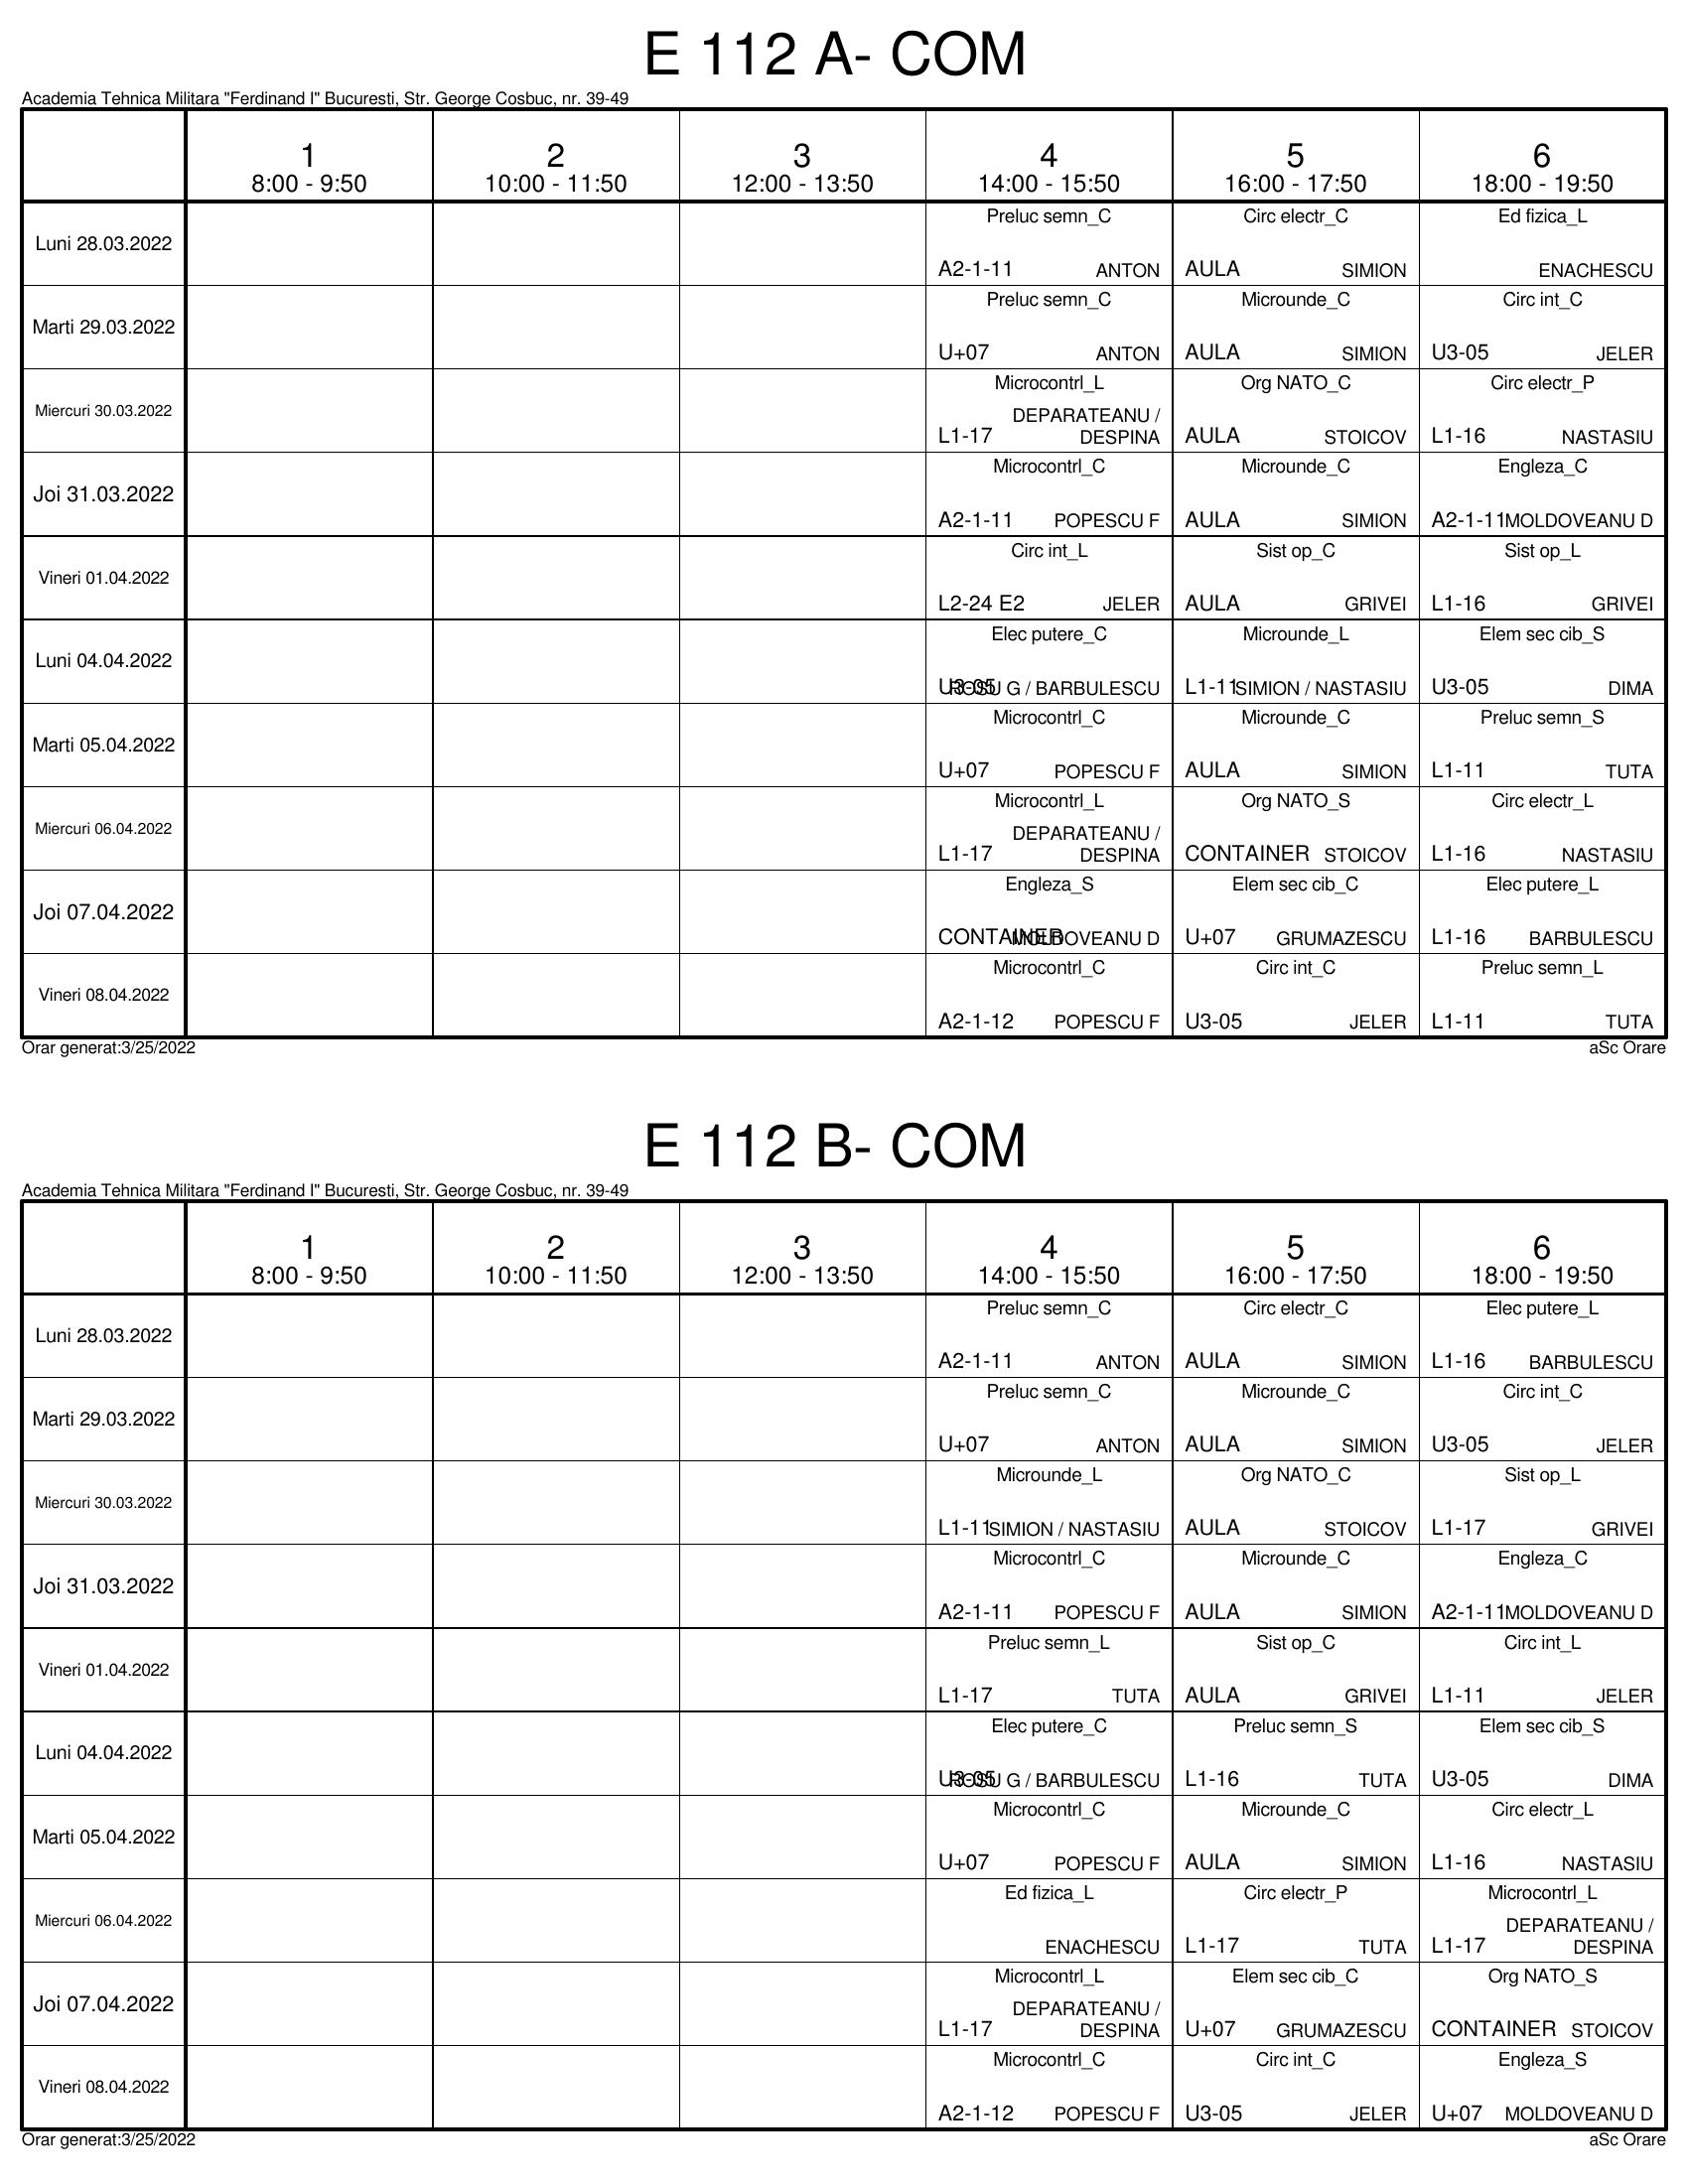 E 112 A- COM
Academia Tehnica Militara "Ferdinand I" Bucuresti, Str. George Cosbuc, nr. 39-49
1 2 3 4 5 6
8:00 - 9:50 10:00 - 11:50 12:00 - 13:50 14:00 - 15:50 16:00 - 17:50 18:00 - 19:50
Preluc semn_C Circ electr_C Ed fizica_L
Luni 28.03.2022
A2-1-11 ANTON AULA SIMION ENACHESCU
Preluc semn_C Microunde_C Circ int_C
Marti 29.03.2022
U+07 ANTON AULA SIMION U3-05 JELER
Microcontrl_L Org NATO_C Circ electr_P
Miercuri 30.03.2022 DEPARATEANU /
L1-17 DESPINA AULA STOICOV L1-16 NASTASIU
Microcontrl_C Microunde_C Engleza_C
Joi 31.03.2022
A2-1-11 POPESCU F AULA SIMION A2-1-11 MOLDOVEANU D
Circ int_L Sist op_C Sist op_L
Vineri 01.04.2022
L2-24 E2 JELER AULA GRIVEI L1-16 GRIVEI
Elec putere_C Microunde_L Elem sec cib_S
Luni 04.04.2022
U3-05 ROSU G / BARBULESCU L1-11 SIMION / NASTASIU U3-05 DIMA
Microcontrl_C Microunde_C Preluc semn_S
Marti 05.04.2022
U+07 POPESCU F AULA SIMION L1-11 TUTA
Microcontrl_L Org NATO_S Circ electr_L
Miercuri 06.04.2022 DEPARATEANU /
L1-17 DESPINA CONTAINER STOICOV L1-16 NASTASIU
Engleza_S Elem sec cib_C Elec putere_L
Joi 07.04.2022
CONTAINER MOLDOVEANU D U+07 GRUMAZESCU L1-16 BARBULESCU
Microcontrl_C Circ int_C Preluc semn_L
Vineri 08.04.2022
A2-1-12 POPESCU F U3-05 JELER L1-11 TUTA
Orar generat:3/25/2022 aSc Orare
E 112 B- COM
Academia Tehnica Militara "Ferdinand I" Bucuresti, Str. George Cosbuc, nr. 39-49
1 2 3 4 5 6
8:00 - 9:50 10:00 - 11:50 12:00 - 13:50 14:00 - 15:50 16:00 - 17:50 18:00 - 19:50
Preluc semn_C Circ electr_C Elec putere_L
Luni 28.03.2022
A2-1-11 ANTON AULA SIMION L1-16 BARBULESCU
Preluc semn_C Microunde_C Circ int_C
Marti 29.03.2022
U+07 ANTON AULA SIMION U3-05 JELER
Microunde_L Org NATO_C Sist op_L
Miercuri 30.03.2022
L1-11 SIMION / NASTASIU AULA STOICOV L1-17 GRIVEI
Microcontrl_C Microunde_C Engleza_C
Joi 31.03.2022
A2-1-11 POPESCU F AULA SIMION A2-1-11 MOLDOVEANU D
Preluc semn_L Sist op_C Circ int_L
Vineri 01.04.2022
L1-17 TUTA AULA GRIVEI L1-11 JELER
Elec putere_C Preluc semn_S Elem sec cib_S
Luni 04.04.2022
U3-05 ROSU G / BARBULESCU L1-16 TUTA U3-05 DIMA
Microcontrl_C Microunde_C Circ electr_L
Marti 05.04.2022
U+07 POPESCU F AULA SIMION L1-16 NASTASIU
Ed fizica_L Circ electr_P Microcontrl_L
Miercuri 06.04.2022 DEPARATEANU /
ENACHESCU L1-17 TUTA L1-17 DESPINA
Microcontrl_L Elem sec cib_C Org NATO_S
Joi 07.04.2022 DEPARATEANU /
L1-17 DESPINA U+07 GRUMAZESCU CONTAINER STOICOV
Microcontrl_C Circ int_C Engleza_S
Vineri 08.04.2022
A2-1-12 POPESCU F U3-05 JELER U+07 MOLDOVEANU D
Orar generat:3/25/2022 aSc Orare